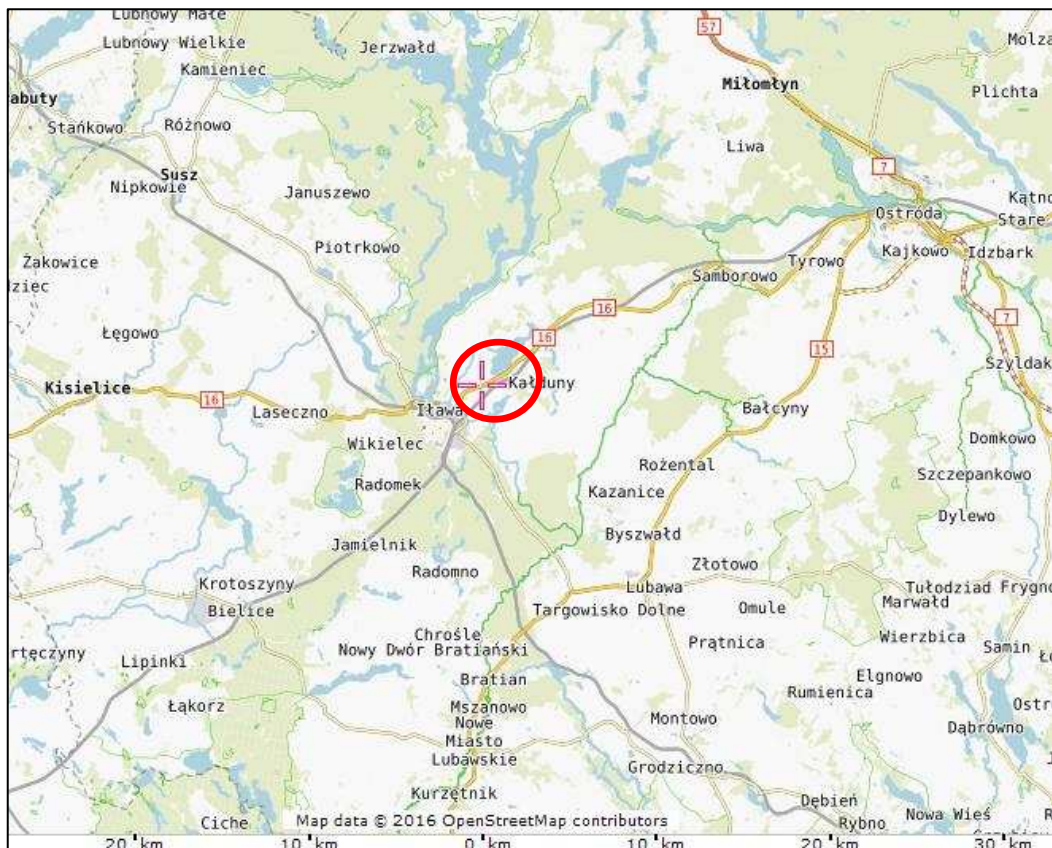 Lubnowy Małe
Lubnowy Wielkie
Jerzwałd
57
Kamieniec
Miłomłyn
Plichta
abuty
Stańkowo
Różnowo
Liwa
7
Susz
Nipkowie
Januszewo
Ostróda
Stare
Piotrkowo
Kajkowo
Idzbark
Żakowice
Tyrowo
Samborowo
dziec
16
7
Łęgowo
16
15
Szyldak
Kisielice
Kałduny
16
Laseczno
Iława
Bałcyny
Wikielec
Domkowo
Rożental
Szczepankowo
Radomek
Kazanice
Dylewo
Byszwałd
Jamielnik
Złotowo
Radomno
Krotoszyny
Lubawa
Tułodziad
Frygno
Bielice
Targowisko Dolne
Omule
Marwałd
Chrośle
Wierzbica
Prątnica
Samin
Nowy Dwór Bratiański
rtęczyny
Lipinki
Elgnowo
Bratian
Rumienica
Łąkorz
Mszanowo
Montowo
Nowe
Miasto
Lubawskie
Dąbrówno
Grodziczno
Kurzętnik
Dębień
Nowa Wieś
Ciche
Map data © 2016 OpenStreetMap contributors
Rybno
20 km
10 km
0 km
10 km
20 km
30 km